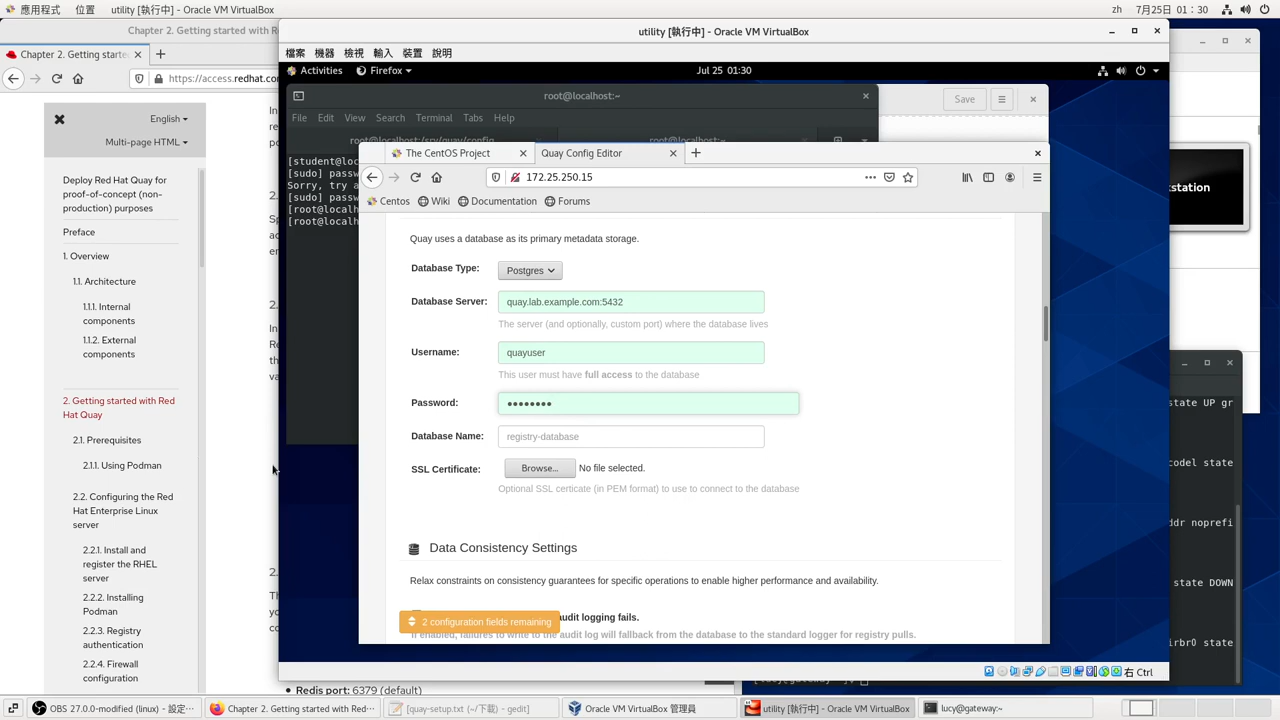 應用程式
位置
utility [執行中] - Oracle VM VirtualBox
zh
7月25日 01：30
Chapter 2. Getting started with R
utility [執行中] - Oracle VM VirtualBox
Chapter 2. Getting starte
檔案 機器 檢視 輸入 裝置 說明
https://access.redhat.co
Activities
Firefox
Jul 25 01:30
root@localhost:~
Save
File Edit View Search Terminal Tabs Help
root@localhost:/srv/quay/config
root@localhost:~
[student@loc
[sudo] passw
Sorry, try a
[sudo] passw
[root@localh
[root@localh
The CentOS Project
Quay Config Editor
172.25.250.15
Centos
Wiki
Documentation
Forums
Quay uses a database as its primary metadata storage.
Database Type:
Postgres
Database Server:
quay.lab.example.com:5432
The server (and optionally, custom port) where the database lives
Username:
quayuser
This user must have full access to the database
Password:
●●●●●●●●
Database Name:
registry-database
SSL Certificate:
Browse...
No file selected.
Optional SSL certicate (in PEM format) to use to connect to the database
Data Consistency Settings
Relax constraints on consistency guarantees for specific operations to enable higher performance and availability.
audit logging fails.
2 configuration fields remaining
If enabled, failures to write to the audit log will fallback from the database to the standard logger for registry pulls.
English
Multi-page HTML
Deploy Red Hat Quay for
proof-of-concept (non-
production) purposes
Preface
1. Overview
1.1. Architecture
1.1.1. Internal
components
1.1.2. External
components
2. Getting started with Red
Hat Quay
2.1. Prerequisites
2.1.1. Using Podman
2.2. Configuring the Red
Hat Enterprise Linux
server
2.2.1. Install and
register the RHEL
server
2.2.2. Installing
Podman
2.2.3. Registry
authentication
2.2.4. Firewall
configuration
Redis port: 6379 (default)
station
state UP gr
codel state
ddr noprefi
state DOWN
irbr0 state
右 Ctrl
OBS 27.0.0-modified (linux) - 設定…
Chapter 2. Getting started with Red…
[quay-setup.txt (~/下載) - gedit]
Oracle VM VirtualBox 管理員
utility [執行中] - Oracle VM VirtualBox
lucy@gateway:~